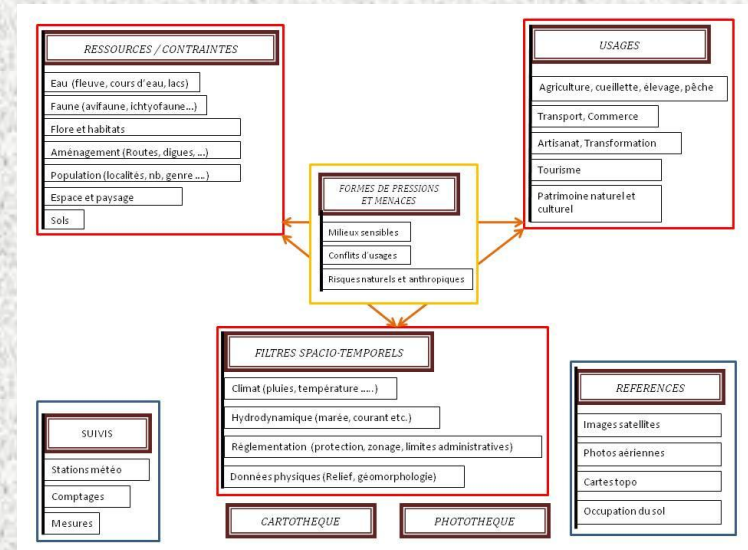 RESSOURCES / CONTRAINTES
Eau (fleuve, cours d'eau, lacs)
Faune (avifaune, ichtyofaune...)
Flore et habitats
Aménagement (Routes, digues, ...)
Population (localités, nb, genre ....)
Espace et paysage
Sols
USAGES
Agriculture, cueillette, élevage, pêche
Transport, Commerce
Artisanat, Transformation
Tourisme
Patrimoine naturel et
culturel
FORMES DE PRESSIONS
ET MENACES
Milieux sensibles
Conflits d'usages
Risques naturels et anthropiques
FILTRES SPACIO-TEMPORELS
Climat (pluies, température .....)
Hydrodynamique (marée, courant etc.)
Réglementation (protection, zonage, limites administratives)
Données physiques (Relief, géomorphologie)
SUIVIS
Stations météo
Comptages
Mesures
REFERENCES
Images satellites
Photos aériennes
Cartes topo
Occupation du sol
CARTOTHEQUE
PHOTOTHEQUE